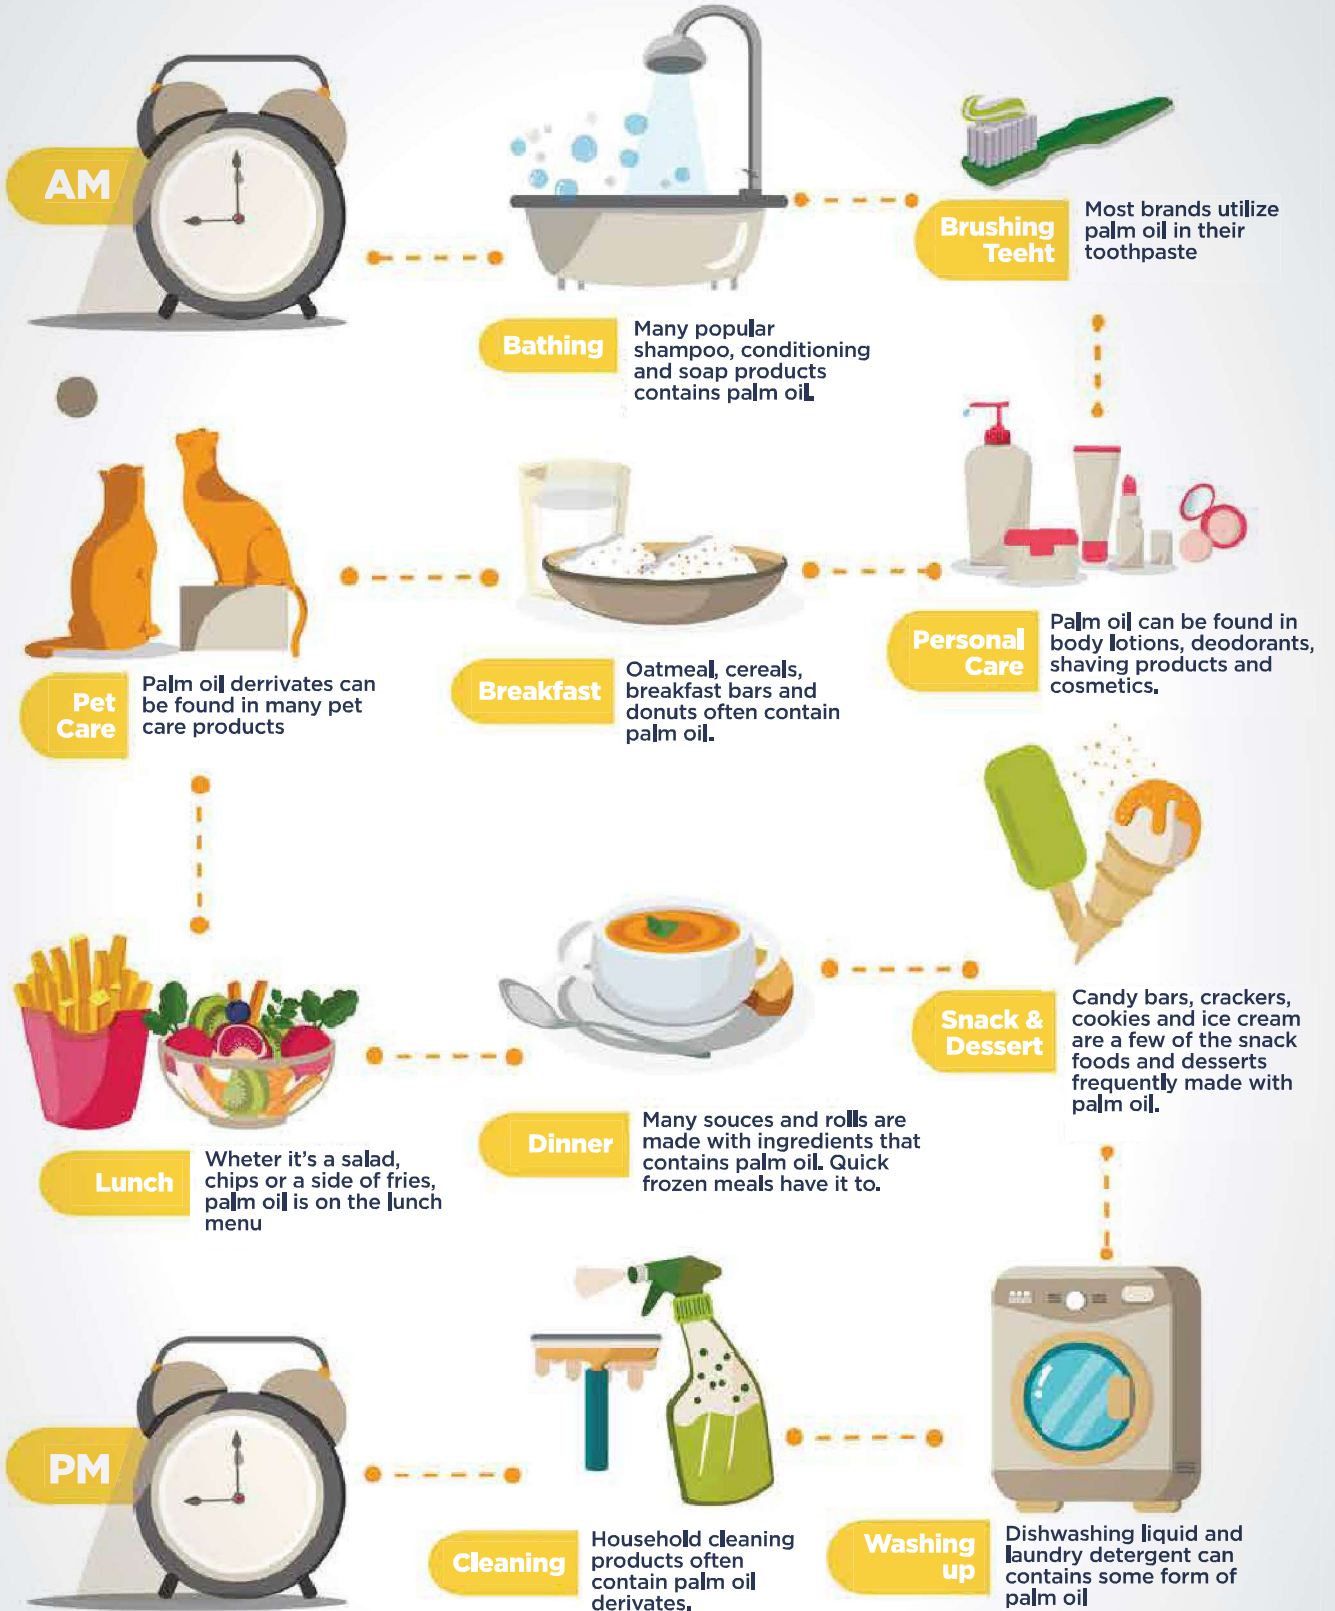 AM
Brushing
Teeht
Most brands utilize
palm oil in their
toothpaste
Bathing
Many popular
shampoo, conditioning
and soap products
contains palm oil.
Pet
Care
Palm oil derrivates can
be found in many pet
care products
Breakfast
Oatmeal, cereals,
breakfast bars and
donuts often contain
palm oil.
Personal
Care
Palm oil can be found in
body lotions, deodorants,
shaving products and
cosmetics.
Lunch
Wheter it's a salad,
chips or a side of fries,
palm oil is on the lunch
menu
Dinner
Many souces and rolls are
made with ingredients that
contains palm oil. Quick
frozen meals have it to.
Snack &
Dessert
Candy bars, crackers,
cookies and ice cream
are a few of the snack
foods and desserts
frequently made with
palm oil.
PM
Cleaning
Household cleaning
products often
contain palm oil
derivates.
Washing
up
Dishwashing liquid and
laundry detergent can
contains some form of
palm oil